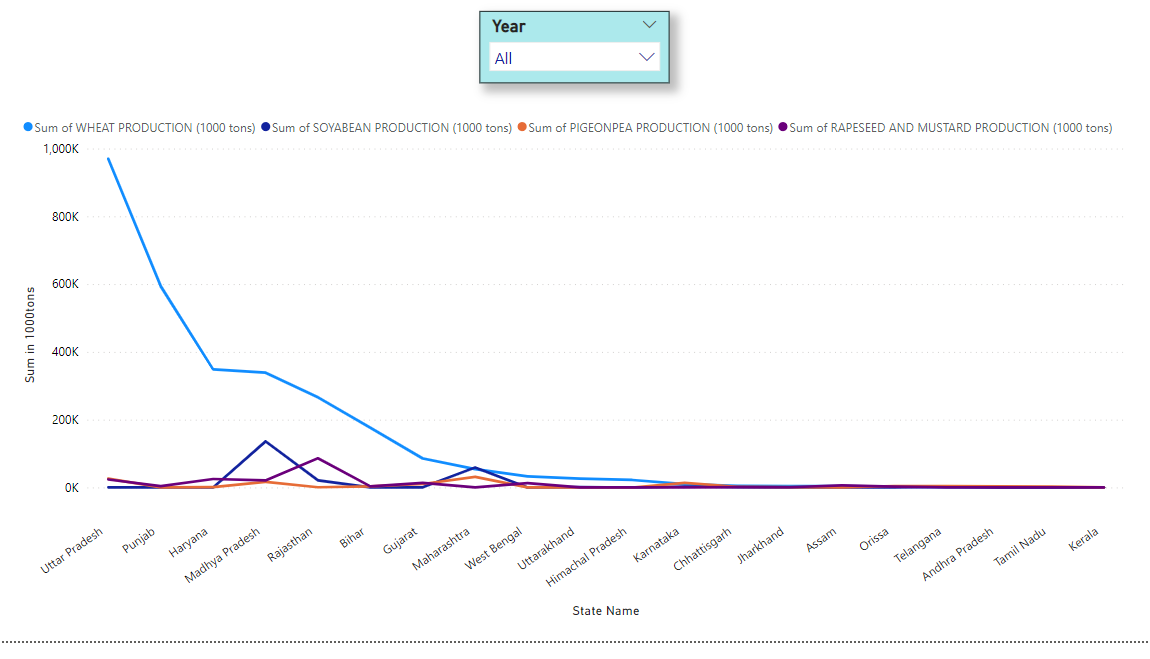 Year
All
Sum of WHEAT PRODUCTION (1000 tons) Sum of SOYABEAN PRODUCTION (1000 tons) Sum of PIGEONPEA PRODUCTION (1000 tons) Sum of RAPESEED AND MUSTARD PRODUCTION (1000 tons)
1,000K
800K
600K
400K
200K
0K
Sum in 1000tons
Uttar Pradesh
Punjab
Haryana
Madhya Pradesh
Rajasthan
Bihar
Gujarat
Maharashtra
West Bengal
Uttarakhand
Himachal Pradesh
Karnataka
Chhattisgarh
Jharkhand
Assam
Orissa
Telangana
Andhra Pradesh
Tamil Nadu
Kerala
State Name